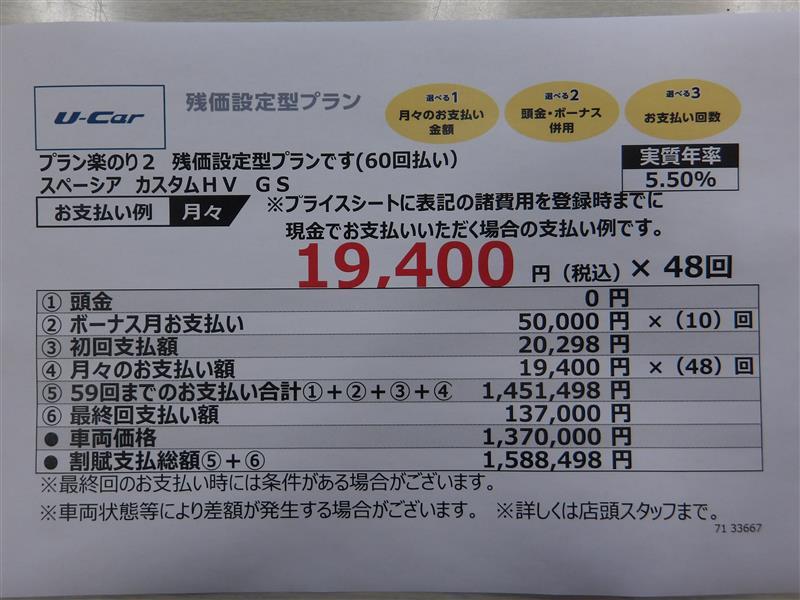 U-Car
残価設定型プラン
選べる1
月々のお支払い
金額
選べる2
頭金・ボーナス
併用
選べる3
お支払い回数
プラン楽のり2 残価設定型プランです(60回払い)
スペーシア カスタムHV GS
実質年率
5.50%
お支払い例 月々
※プライスシートに表記の諸費用を登録時までに
現金でお支払いいただく場合の支払い例です。
19,400 円(税込)× 48回
① 頭金 0 円
② ボーナス月お支払い 50,000 円 ×(10)回
③ 初回支払額 20,298 円
④ 月々のお支払い額 19,400 円 ×(48)回
⑤ 59回までのお支払い合計①+②+③+④ 1,451,498 円
⑥ 最終回支払い額 137,000 円
● 車両価格 1,370,000 円
● 割賦支払総額⑤+⑥ 1,588,498 円
※最終回のお支払い時には条件がある場合がございます。
※車両状態等により差額が発生する場合がございます。 ※詳しくは店頭スタッフまで。
71 33667